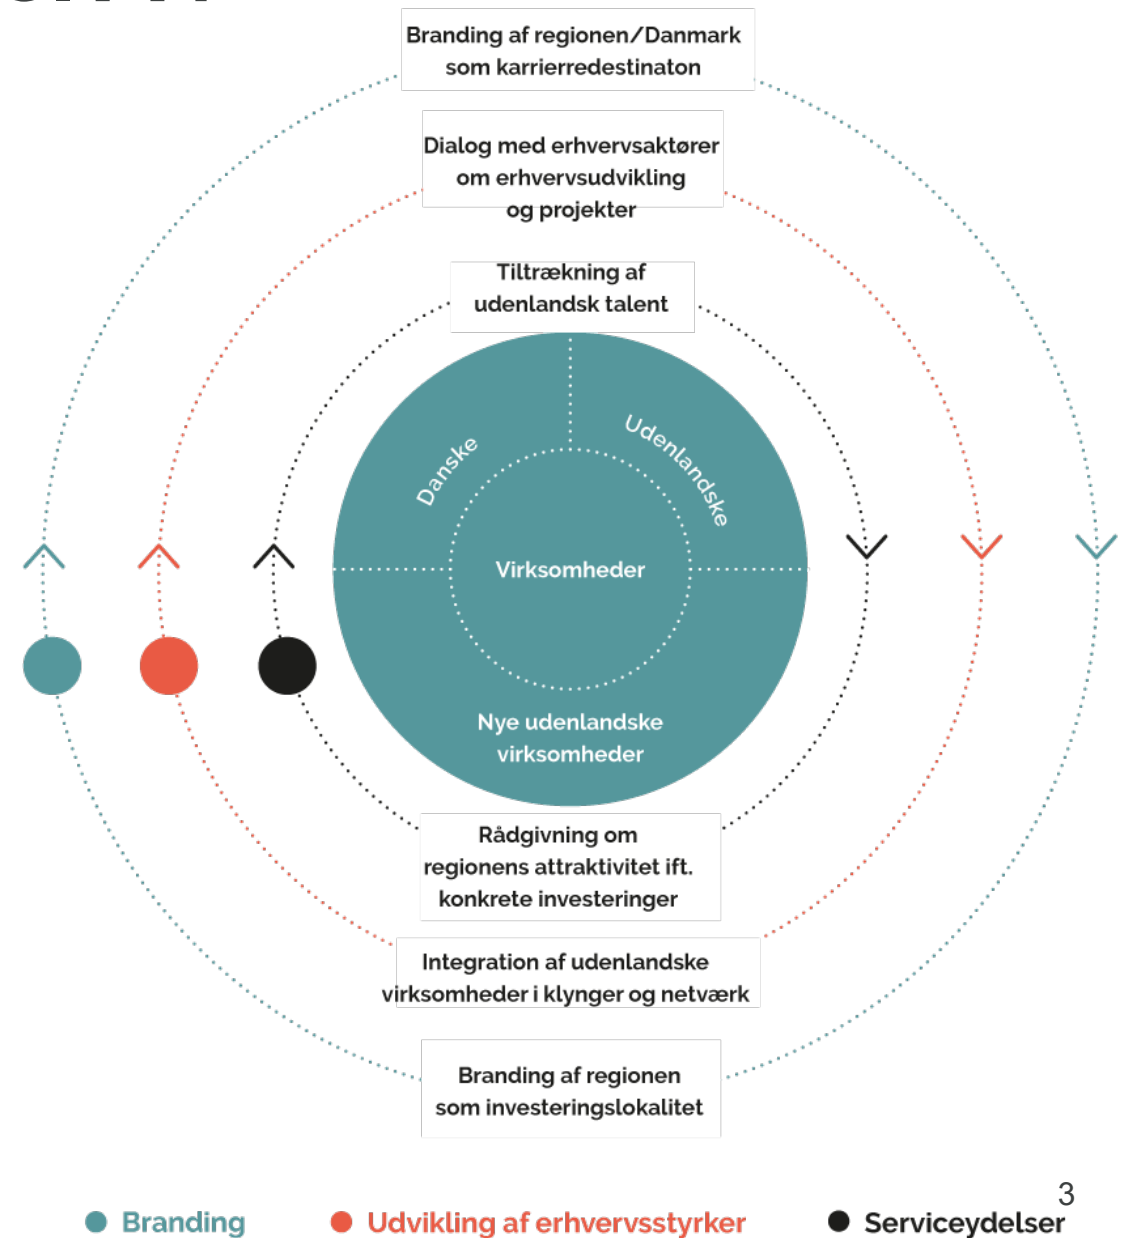 Branding af regionen/Danmark
som karrierredestinaton
Dialog med erhvervsaktører
om erhvervsudvikling
og projekter
Tiltrækning af
udenlandsk talent
Danske
Udenlandske
Virksomheder
Nye udenlandske
virksomheder
Rådgivning om
regionens attraktivitet ift.
konkrete investeringer
Integration af udenlandske
virksomheder i klynger og netværk
Branding af regionen
som investeringslokalitet
3
Branding
Udvikling af erhvervsstyrker
Serviceydelser